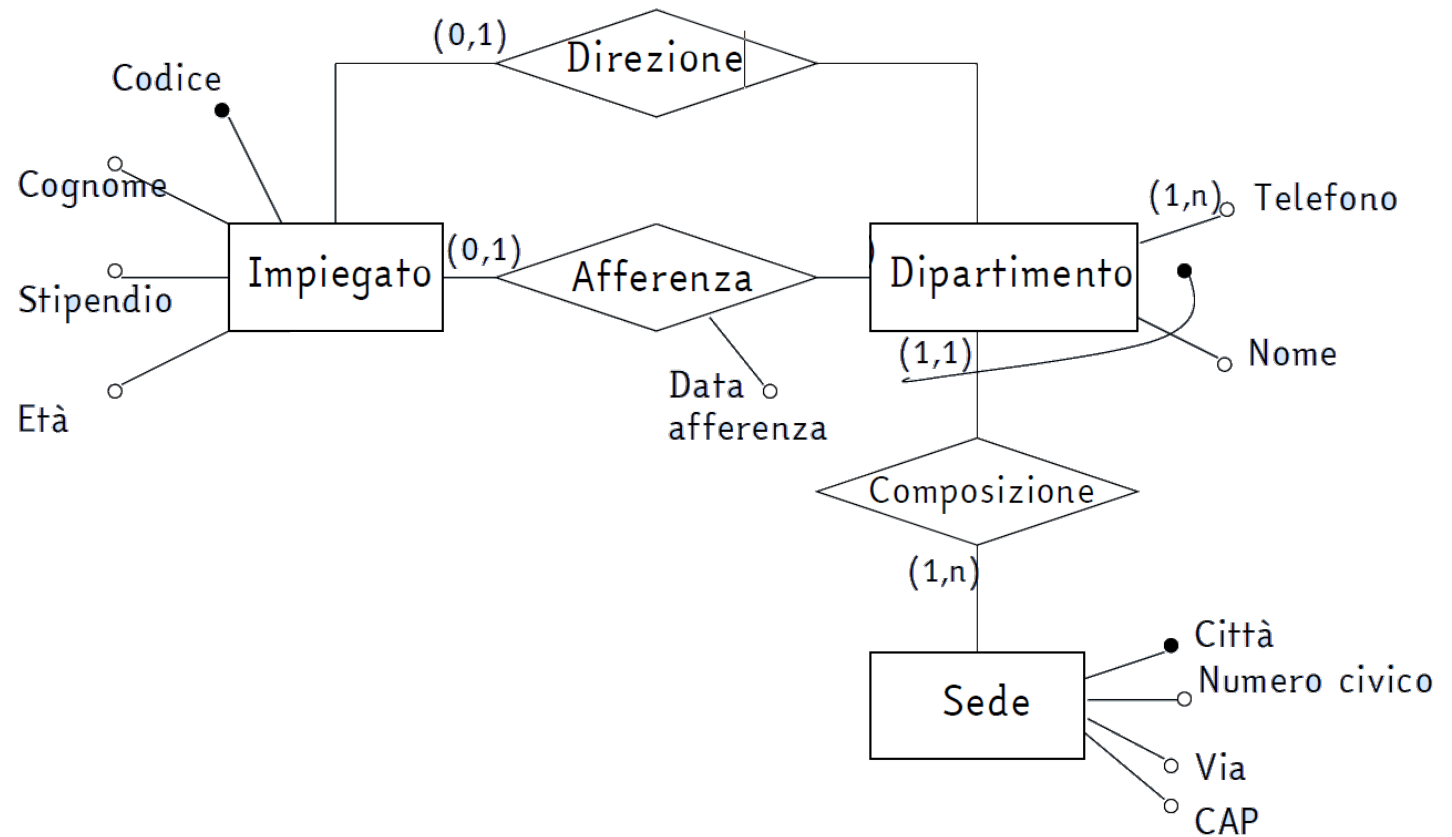 (0,1)
Direzione
Codice
Cognome
(1,n)
Telefono
(0,1)
Impiegato
Afferenza
)
Dipartimento
Stipendio
(1,1)
Nome
Data
afferenza
Età
Composizione
(1,n)
Città
Numero civico
Sede
Via
CAP